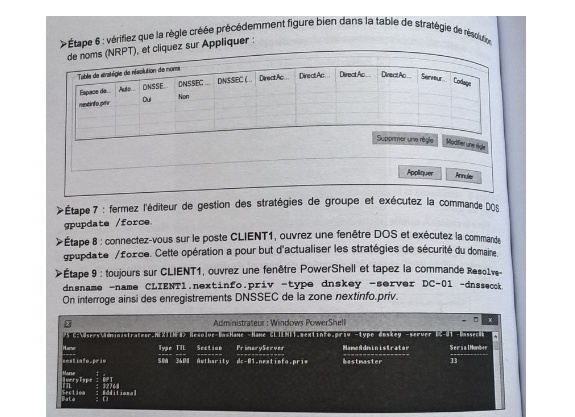 ➢Étape 6 : vérifiez que la règle créée précédemment figure bien dans la table de stratégie de résolution
de noms (NRPT), et cliquez sur Appliquer :
Table de stratégie de résolution de noms
Espace de... Auto... DNSSE... DNSSEC ... DNSSEC (... DirectAc... DirectAc... DirectAc... DirectAc... Serveur... Codage
nextinfo.priv Oui Non
Supprimer une règle Modifier une règle
Appliquer Annuler
➢Étape 7 : fermez l'éditeur de gestion des stratégies de groupe et exécutez la commande DOS
gpupdate /force.
➢Étape 8 : connectez-vous sur le poste CLIENT1, ouvrez une fenêtre DOS et exécutez la commande
gpupdate /force. Cette opération a pour but d'actualiser les stratégies de sécurité du domaine.
➢Étape 9 : toujours sur CLIENT1, ouvrez une fenêtre PowerShell et tapez la commande Resolve-
dnsname -name CLIENT1.nextinfo.priv -type dnskey -server DC-01 -dnssecok.
On interroge ainsi des enregistrements DNSSEC de la zone nextinfo.priv.
Administrateur : Windows PowerShell
PS C:\Users\Administrateur.NEXTINFO> Resolve-DnsName -Name CLIENT1.nextinfo.priv -type dnskey -server DC-01 -Dnssecok
Name Type TTL Section PrimaryServer NameAdministrator SerialNumber
nextinfo.priv SOA 3600 Authority dc-01.nextinfo.priv hostmaster 33
Name : .
QueryType : OPT
TTL : 32768
Section : Additional
Data : {}